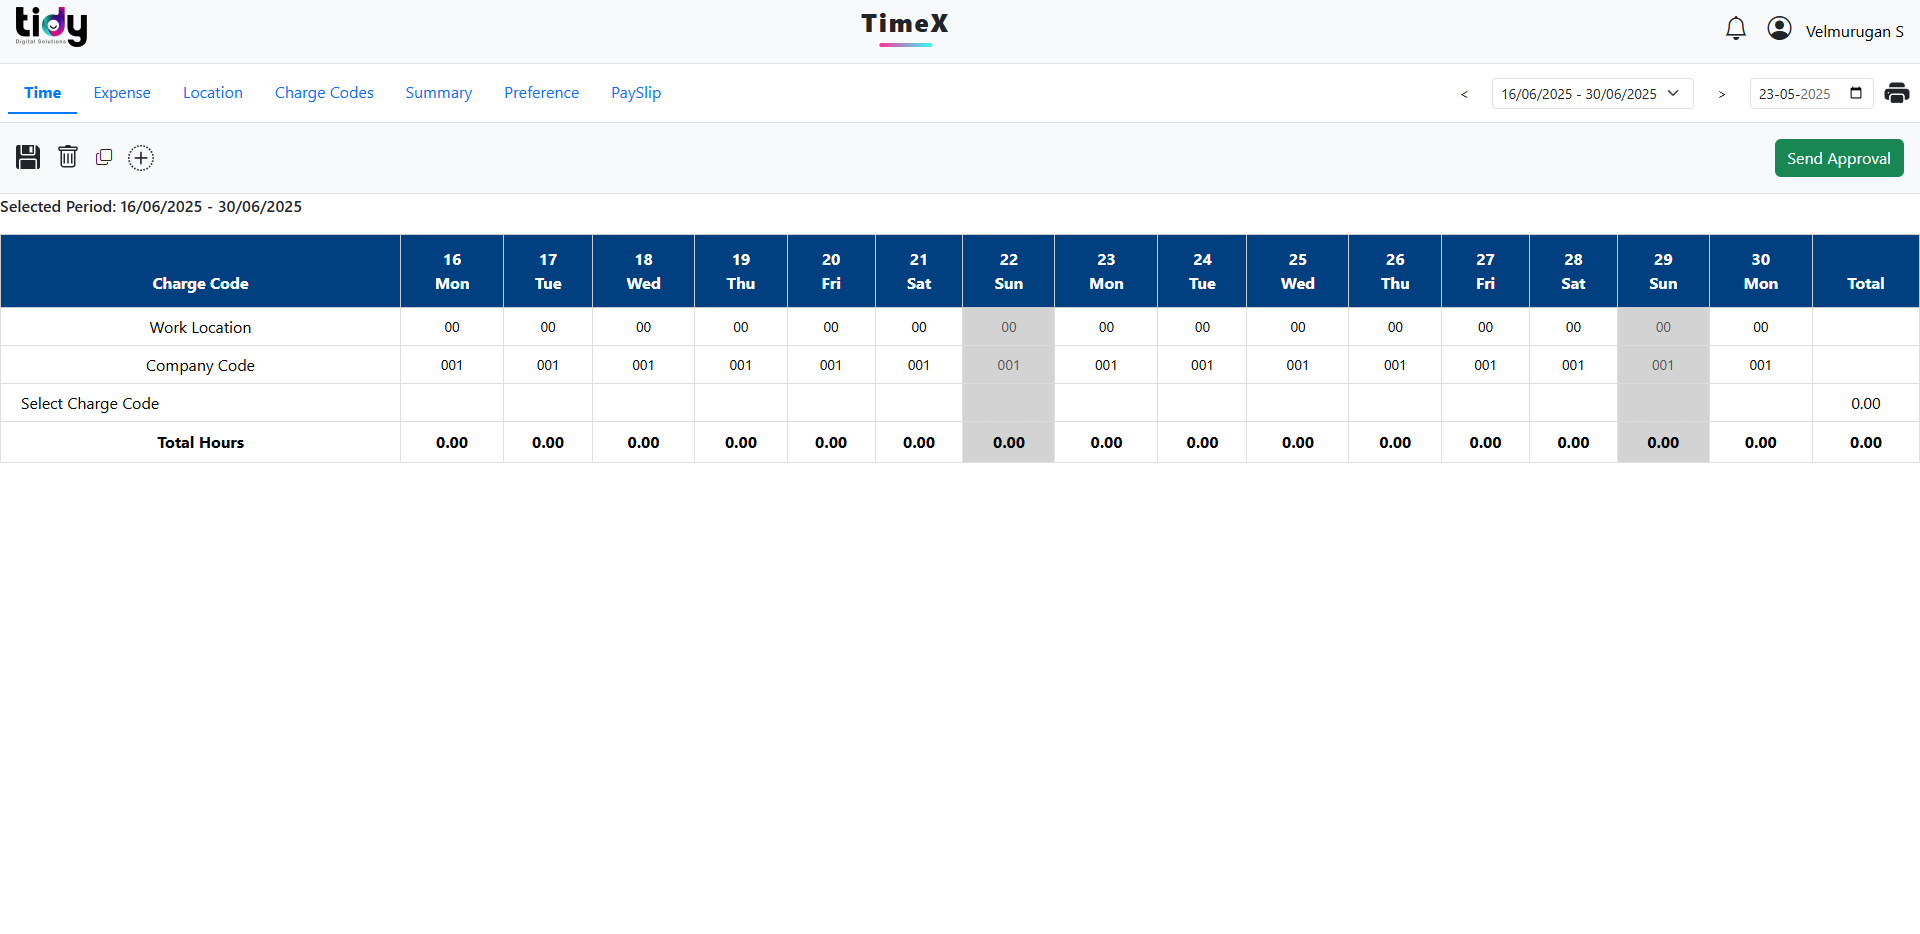 tidy
Digital Solutions
TimeX
Velmurugan S
Time Expense Location Charge Codes Summary Preference PaySlip < 16/06/2025 - 30/06/2025 > 23-05-2025
Send Approval
Selected Period: 16/06/2025 - 30/06/2025
16 17 18 19 20 21 22 23 24 25 26 27 28 29 30
Charge Code Mon Tue Wed Thu Fri Sat Sun Mon Tue Wed Thu Fri Sat Sun Mon Total
Work Location 00 00 00 00 00 00 00 00 00 00 00 00 00 00 00
Company Code 001 001 001 001 001 001 001 001 001 001 001 001 001 001 001
Select Charge Code 0.00
Total Hours 0.00 0.00 0.00 0.00 0.00 0.00 0.00 0.00 0.00 0.00 0.00 0.00 0.00 0.00 0.00 0.00